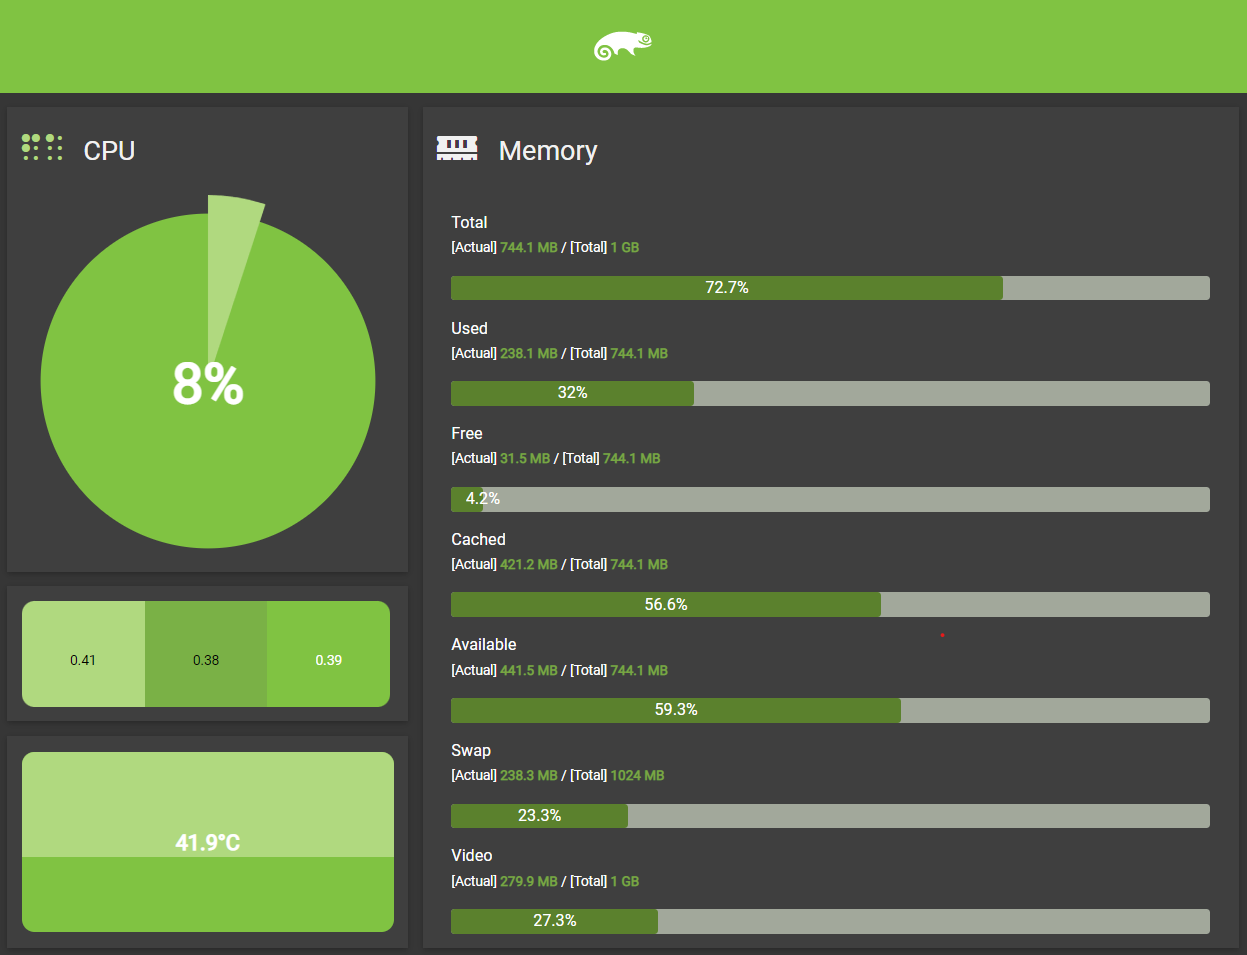 CPU
8%
0.41 0.38 0.39
41.9°C
Memory
Total
[Actual] 744.1 MB / [Total] 1 GB
72.7%
Used
[Actual] 238.1 MB / [Total] 744.1 MB
32%
Free
[Actual] 31.5 MB / [Total] 744.1 MB
4.2%
Cached
[Actual] 421.2 MB / [Total] 744.1 MB
56.6%
Available
[Actual] 441.5 MB / [Total] 744.1 MB
59.3%
Swap
[Actual] 238.3 MB / [Total] 1024 MB
23.3%
Video
[Actual] 279.9 MB / [Total] 1 GB
27.3%